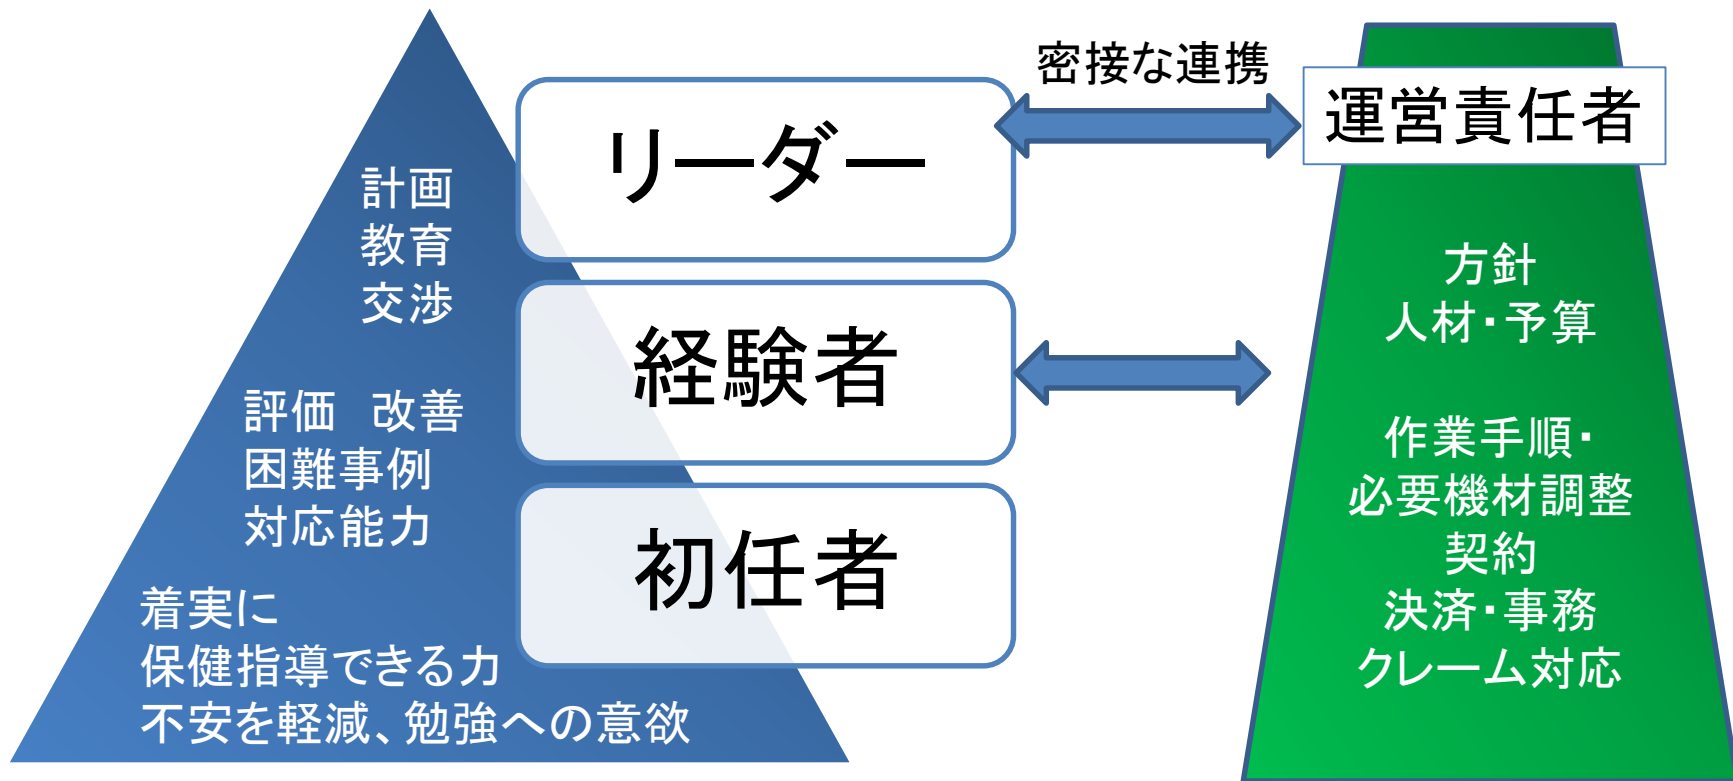 計画
教育
交渉
評価　改善
困難事例
対応能力
着実に
保健指導できる力
不安を軽減、勉強への意欲
リーダー
経験者
初任者
密接な連携
運営責任者
方針
人材・予算
作業手順・
必要機材調整
契約
決済・事務
クレーム対応